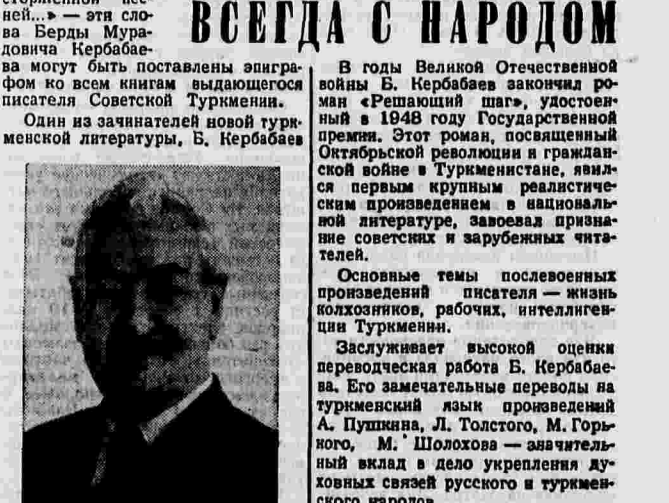 ВСЕГДА С НАРОДОМ
ней...» — эти сло-
ва Берды Мура-
довича Кербабае-
ва могут быть поставлены эпигра-
фом ко всем книгам выдающегося
писателя Советской Туркмении.
Один из зачинателей новой турк-
менской литературы, Б. Кербабаев
В годы Великой Отечественной
войны Б. Кербабаев закончил ро-
ман «Решающий шаг», удостоен-
ный в 1948 году Государственной
премии. Этот роман, посвященный
Октябрьской революции и граждан-
ской войне в Туркменистане, явил-
ся первым крупным реалистиче-
ским произведением в националь-
ной литературе, завоевал призна-
ние советских и зарубежных чита-
телей.
Основные темы послевоенных
произведений писателя — жизнь
колхозников, рабочих, интеллиген-
ции Туркмении.
Заслуживает высокой оценки
переводческая работа Б. Кербабае-
ва. Его замечательные переводы на
туркменский язык произведений
А. Пушкина, Л. Толстого, М. Горь-
кого, М. Шолохова — значитель-
ный вклад в дело укрепления ду-
ховных связей русского и туркмен-
ского народов.